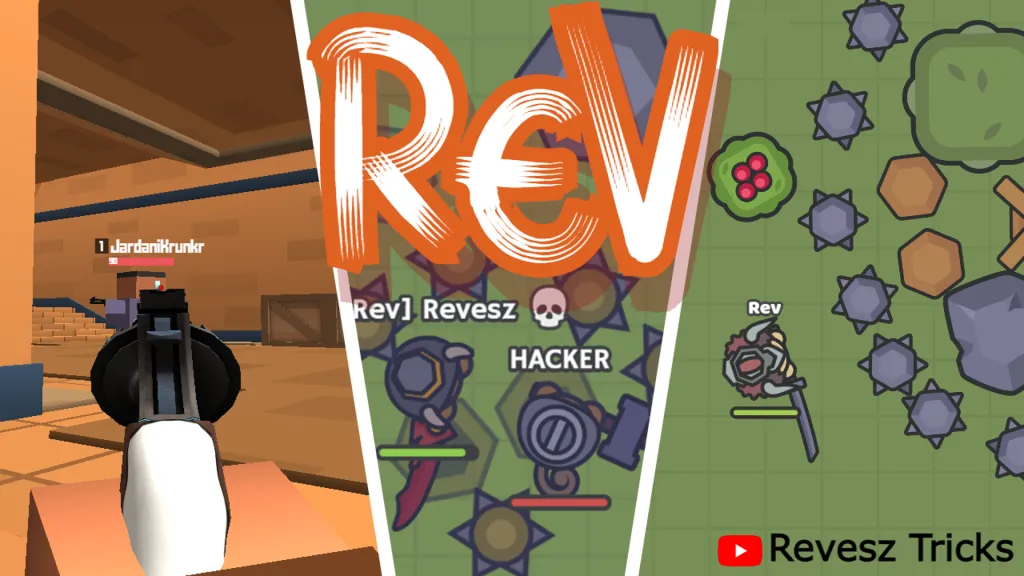 ReV
1 JardaniKrunkr
Rev] Revesz
HACKER
Rev
Revesz Tricks